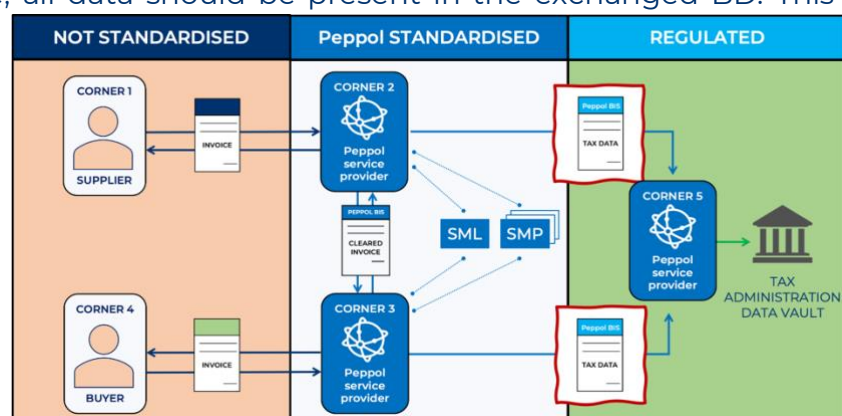 , all data should be present in the exchanged BD. This
NOT STANDARDISED
Peppol STANDARDISED
REGULATED
CORNER 1
SUPPLIER
INVOICE
CORNER 2
Peppol
service
provider
Peppol BIS
TAX DATA
PEPPOL BIS
CLEARED
INVOICE
SML
SMP
CORNER 5
Peppol
service
provider
TAX
ADMINISTRATION
DATA VAULT
CORNER 4
BUYER
INVOICE
CORNER 3
Peppol
service
provider
Peppol BIS
TAX DATA